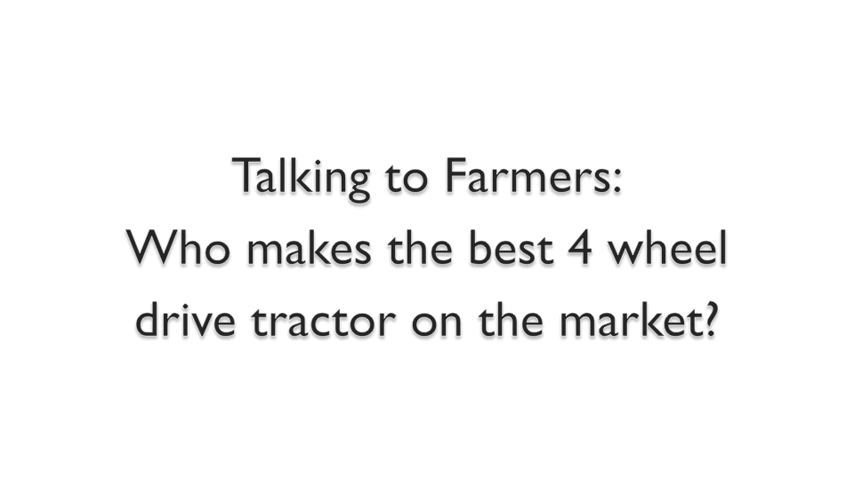 Talking to Farmers:
Who makes the best 4 wheel
drive tractor on the market?